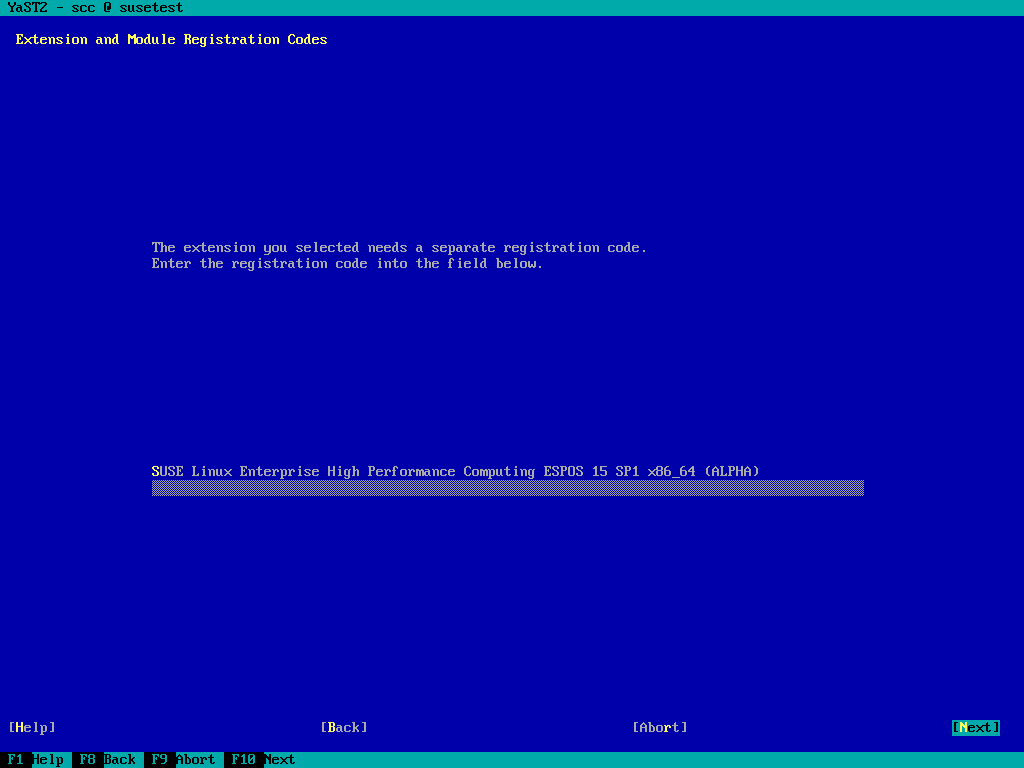 YaST2 - scc @ susetest
Extension and Module Registration Codes
The extension you selected needs a separate registration code.
Enter the registration code into the field below.
SUSE Linux Enterprise High Performance Computing ESPOS 15 SP1 x86_64 (ALPHA)
[Help] [Back] [Abort] [Next]
F1 Help F8 Back F9 Abort F10 Next